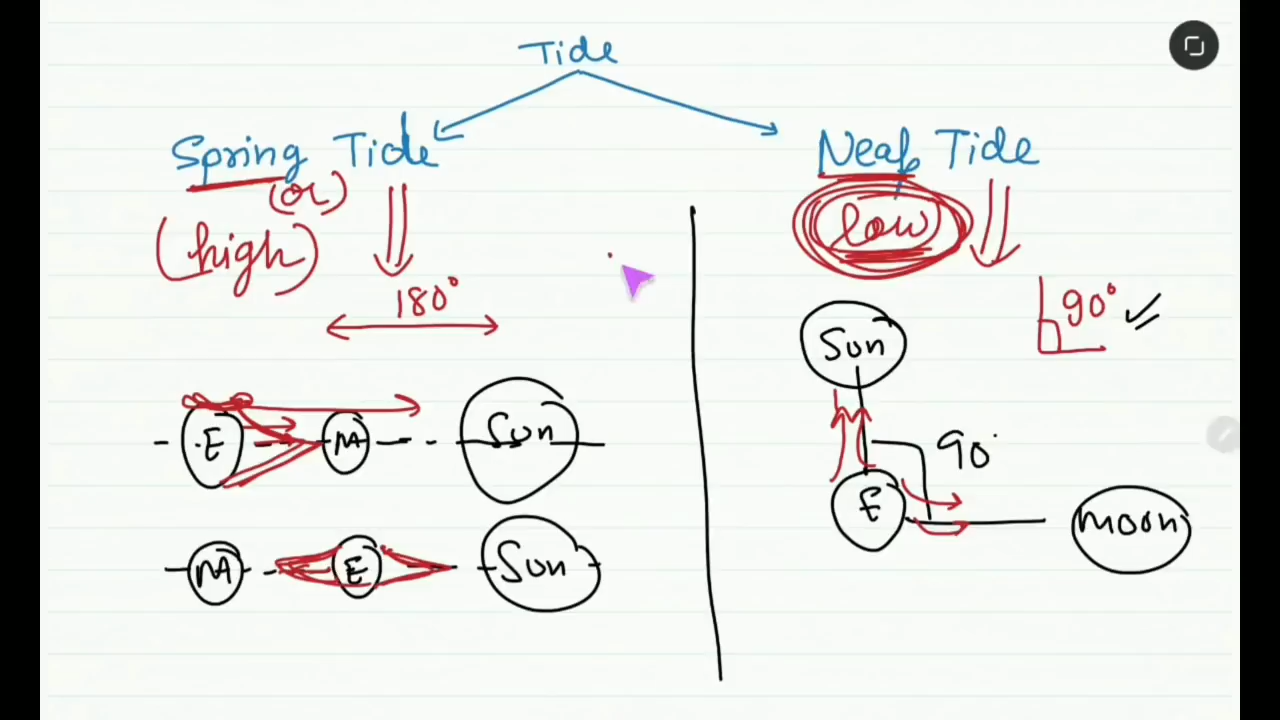 Tide
Spring Tide
(or)
(high)
180°
E M Sun
M E Sun
Neap Tide
low
90°
Sun
90°
E
moon